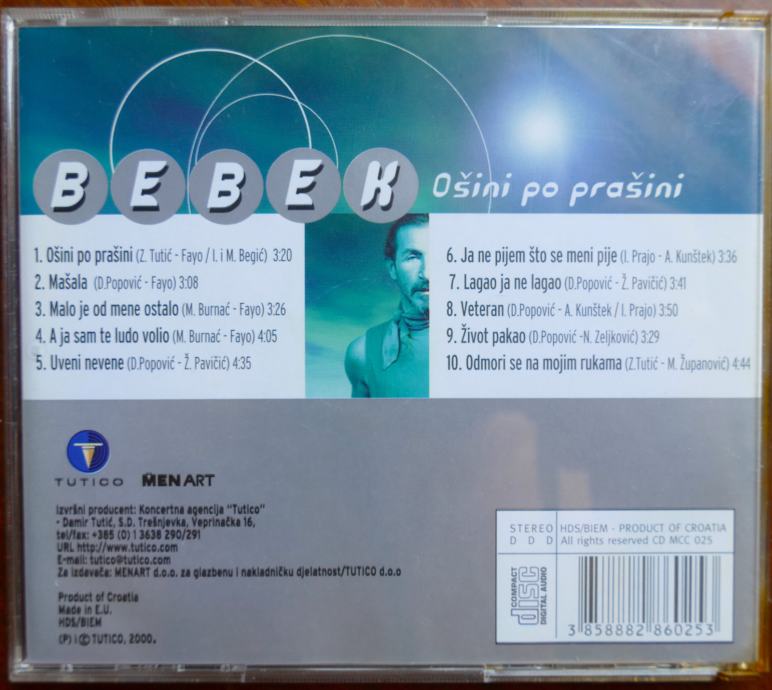 BEBEK Ošini po prašini
1. Ošini po prašini (Z. Tutić - Fayo / I. i M. Begić) 3:20
2. Mašala (D.Popović - Fayo) 3:08
3. Malo je od mene ostalo (M. Burnać - Fayo) 3:26
4. A ja sam te ludo volio (M. Burnać - Fayo) 4:05
5. Uveni nevene (D.Popović - Ž. Pavičić) 4:35
6. Ja ne pijem što se meni pije (I. Prajo - A. Kunštek) 3:36
7. Lagao ja ne lagao (D.Popović - Ž. Pavičić) 3:41
8. Veteran (D.Popović - A. Kunštek / I. Prajo) 3:50
9. Život pakao (D.Popović -N. Zeljković) 3:29
10. Odmori se na mojim rukama (Z.Tutić - M. Županović) 4:44
TUTICO MENART
Izvršni producent: Koncertna agencija "Tutico"
- Damir Tutić, S.D. Trešnjevka, Veprinačka 16,
tel/fax: +385 (0) 1 3638 290/291
URL http://www.tutico.com
E-mail: tutico@tutico.com
Za izdavača: MENART d.o.o. za glazbenu i nakladničku djelatnost/TUTICO d.o.o
Product of Croatia
Made in E.U.
HDS/BIEM
(P) i © TUTICO, 2000.
STEREO
D D D
HDS/BIEM - PRODUCT OF CROATIA
All rights reserved CD MCC 025
COMPACT
disc
DIGITAL AUDIO
3 858882 860253